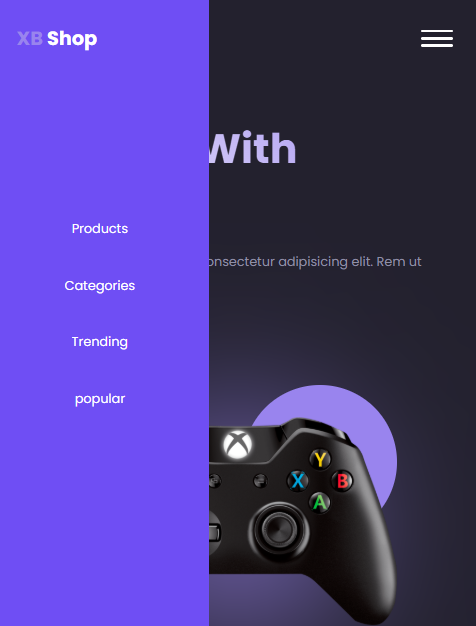 XB Shop
With
Products
onsectetur adipisicing elit. Rem ut
Categories
Trending
popular
Y
X B
A